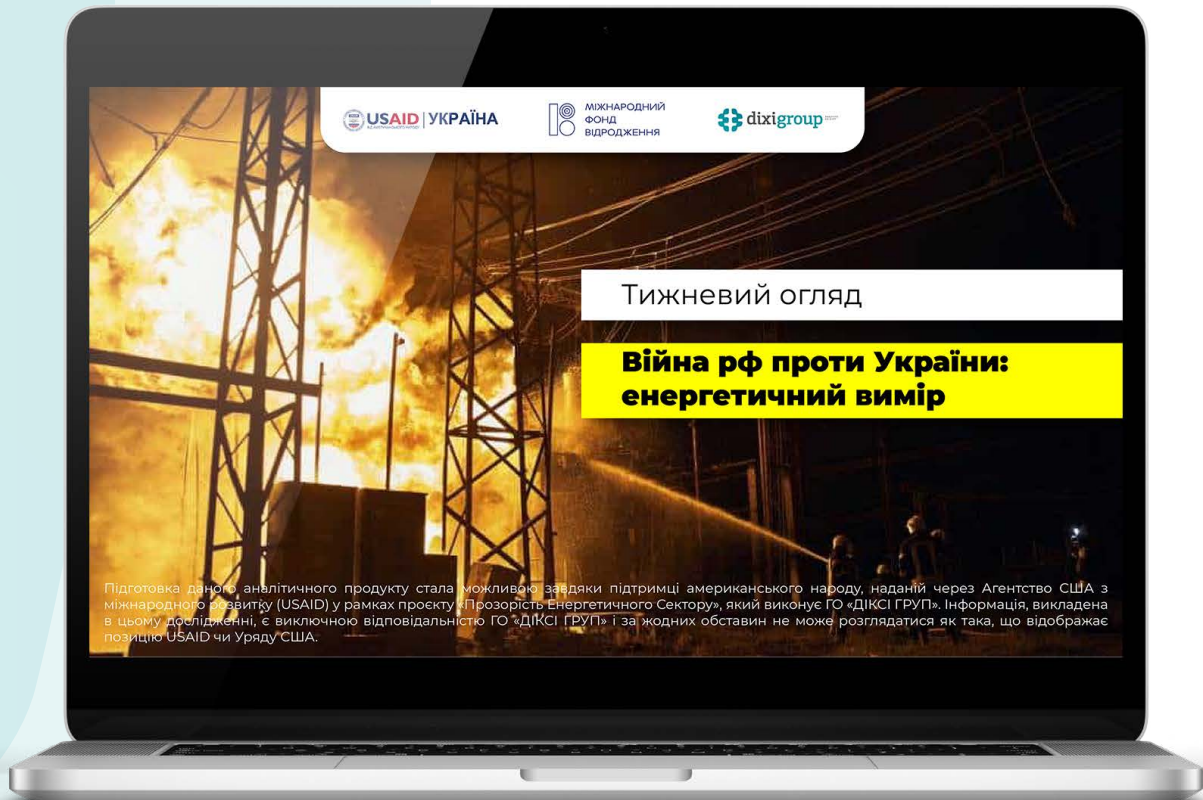 USAID | УКРАЇНА
МІЖНАРОДНИЙ
ФОНД
ВІДРОДЖЕННЯ
dixigroup
Тижневий огляд
Війна рф проти України:
енергетичний вимір
Підготовка даного аналітичного продукту стала можливою завдяки підтримці американського народу, наданій через Агентство США з
міжнародного розвитку (USAID) у рамках проєкту «Прозорість Енергетичного Сектору», який виконує ГО «ДІКСІ ГРУП». Інформація, викладена
в цьому дослідженні, є виключною відповідальністю ГО «ДІКСІ ГРУП» і за жодних обставин не може розглядатися як така, що відображає
позицію USAID чи Уряду США.